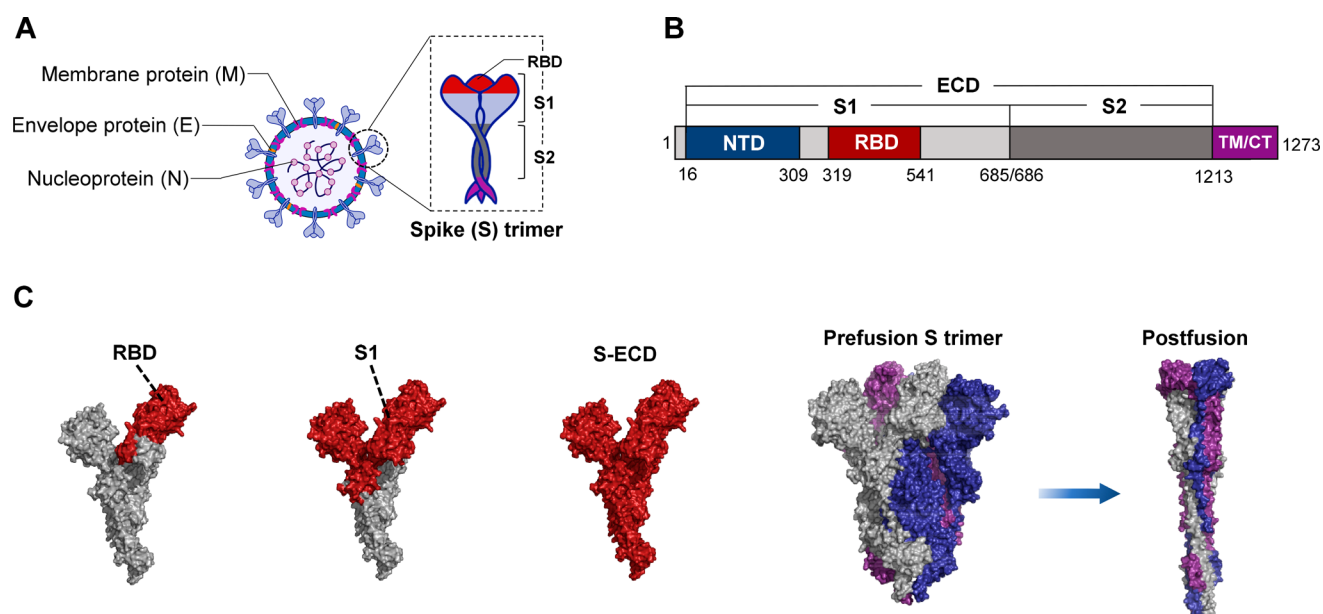 A
Membrane protein (M)
Envelope protein (E)
Nucleoprotein (N)
RBD
S1
S2
Spike (S) trimer
B
ECD
S1 S2
1 NTD RBD TM/CT 1273
16 309 319 541 685/686 1213
C
RBD S1 S-ECD Prefusion S trimer Postfusion